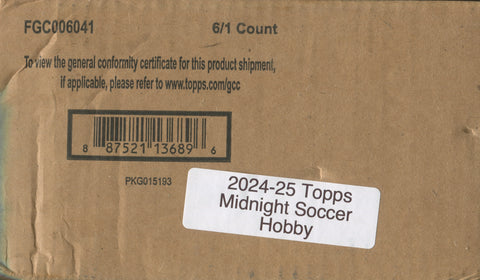 FGC006041 6/1 Count
To view the general conformity certificate for this product shipment,
if applicable, please refer to www.topps.com/gcc
8 87521 13689 6
PKG015193
2024-25 Topps
Midnight Soccer
Hobby